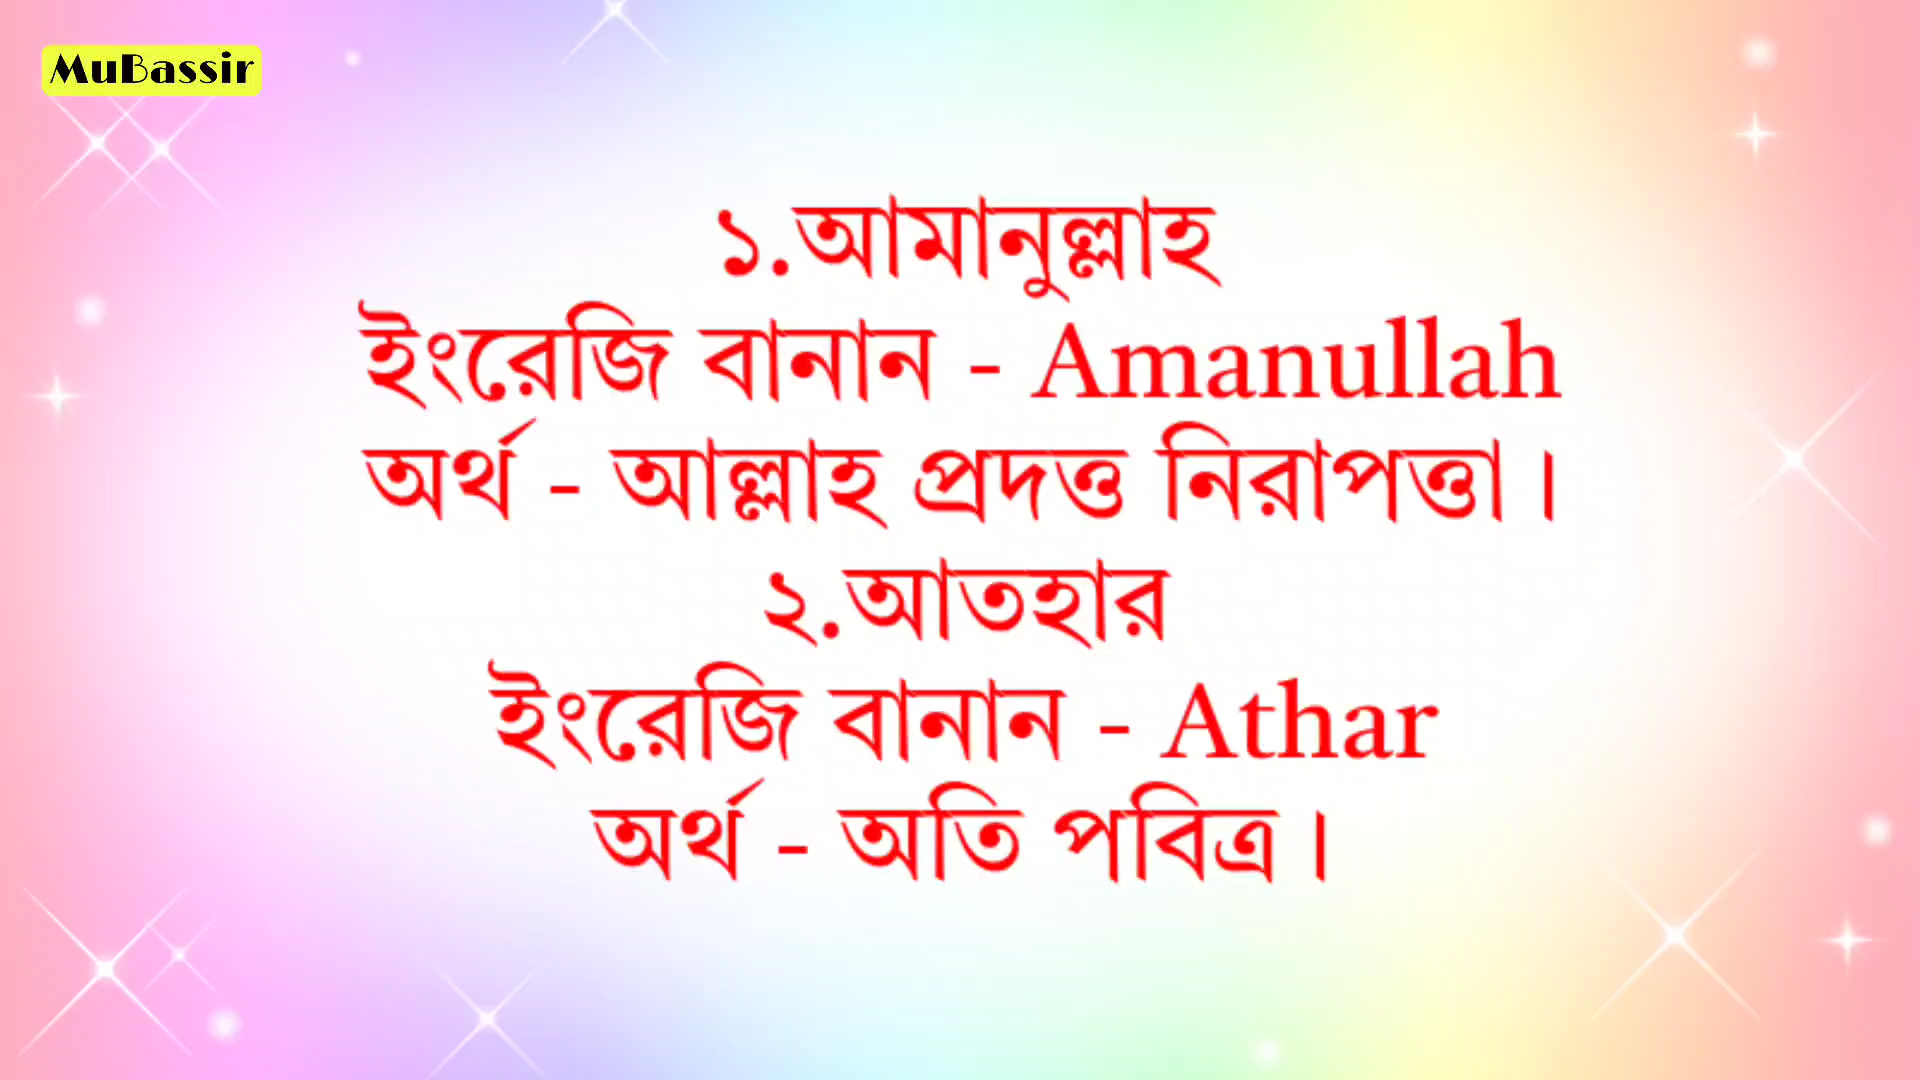 MuBassir
১.আমানুল্লাহ
ইংরেজি বানান - Amanullah
অর্থ - আল্লাহ প্রদত্ত নিরাপত্তা।
২.আতহার
ইংরেজি বানান - Athar
অর্থ - অতি পবিত্র।